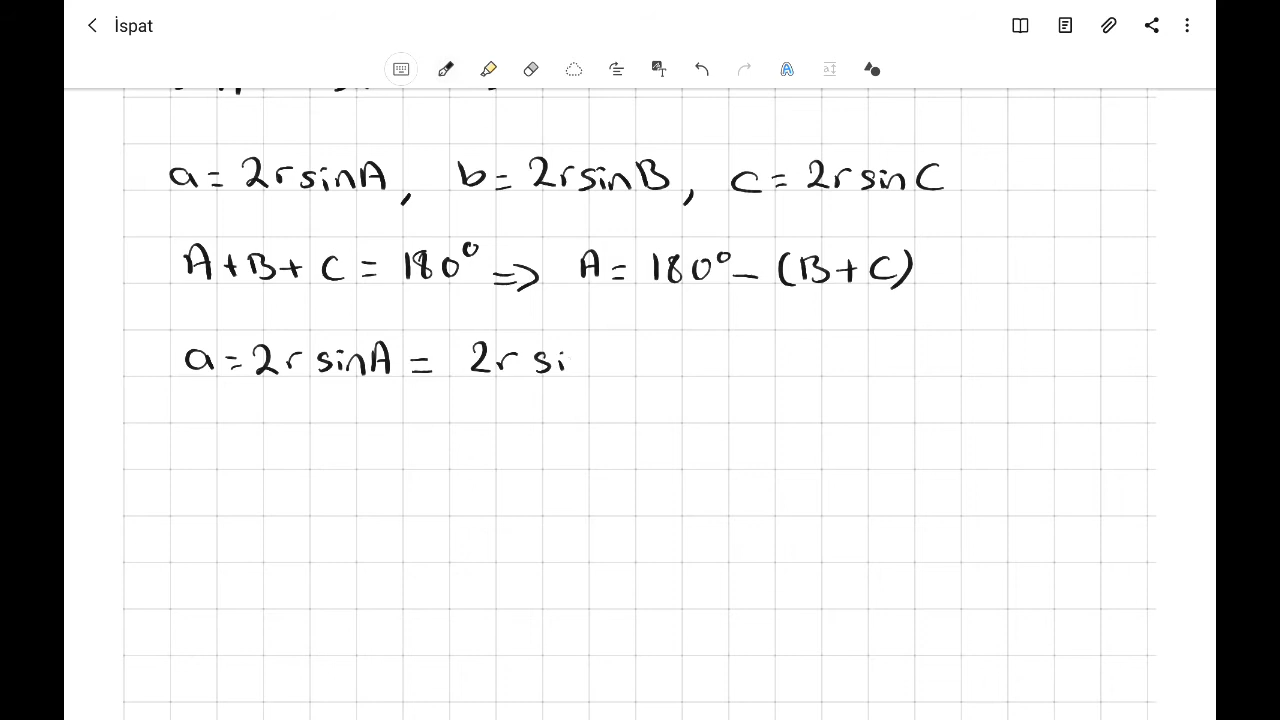 İspat
a = 2r sinA, b = 2r sinB, c = 2r sinC
A + B + C = 180° => A = 180° - (B + C)
a = 2r sinA = 2r si